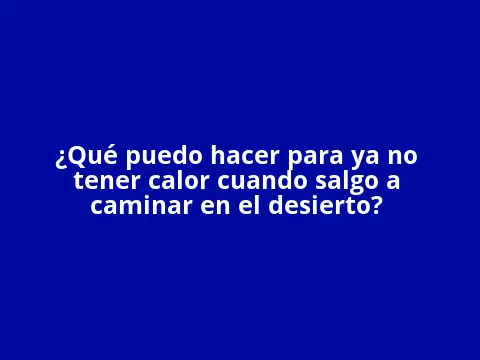 ¿Qué puedo hacer para ya no
tener calor cuando salgo a
caminar en el desierto?